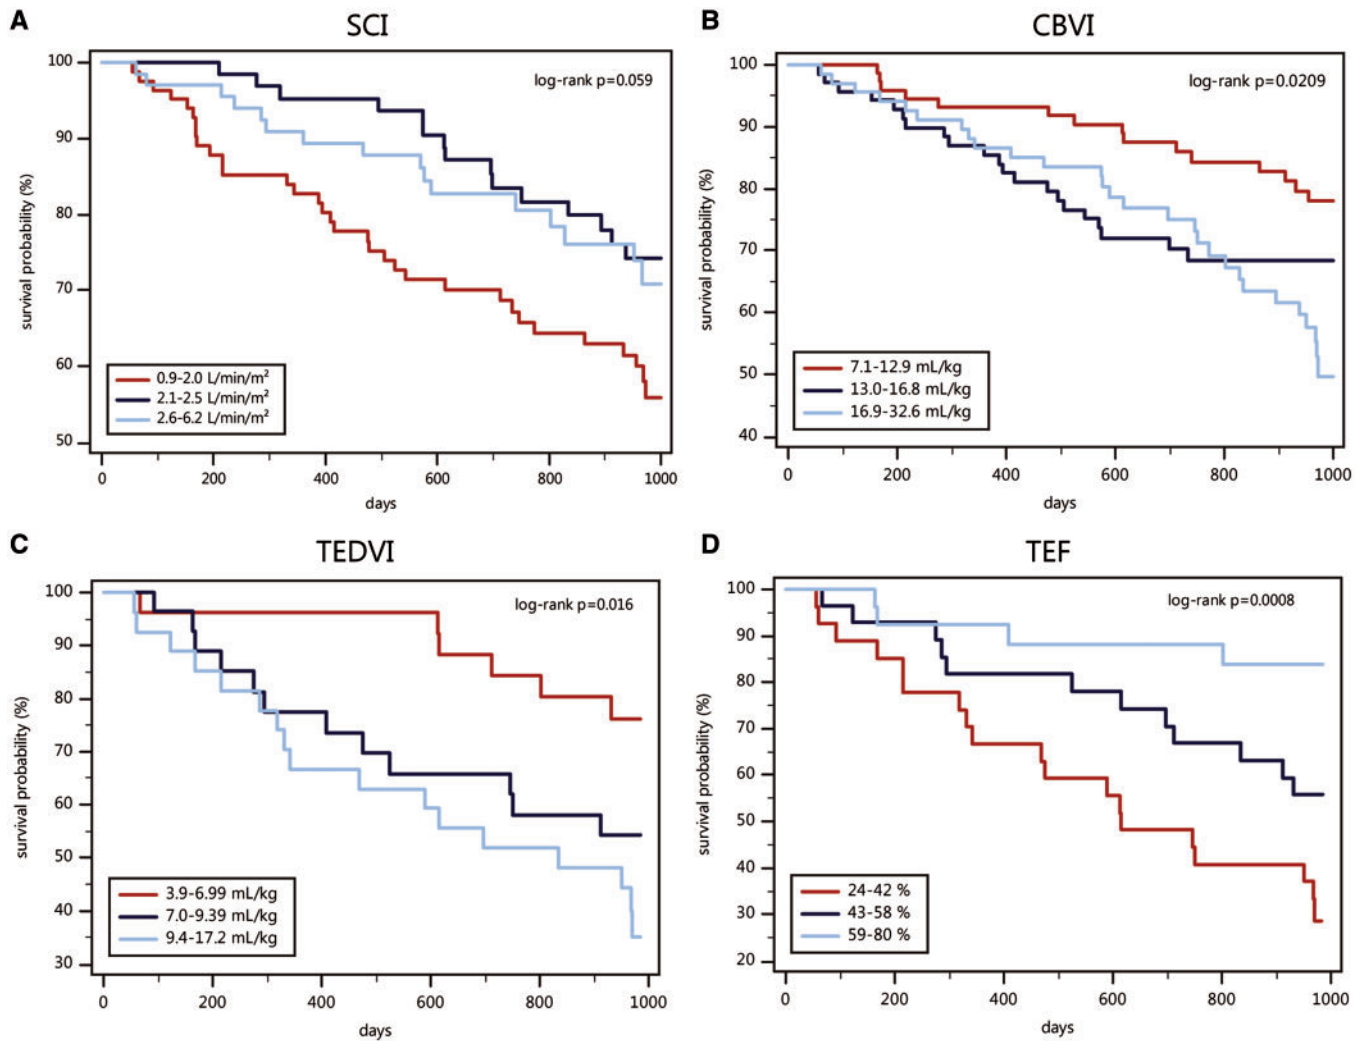 A
SCI
log-rank p=0.059
survival probability (%)
100
90
80
70
60
50
0.9-2.0 L/min/m²
2.1-2.5 L/min/m²
2.6-6.2 L/min/m²
0 200 400 600 800 1000
days
B
CBVI
log-rank p=0.0209
survival probability (%)
100
90
80
70
60
50
40
7.1-12.9 mL/kg
13.0-16.8 mL/kg
16.9-32.6 mL/kg
0 200 400 600 800 1000
days
C
TEDVI
log-rank p=0.016
survival probability (%)
100
90
80
70
60
50
40
30
3.9-6.99 mL/kg
7.0-9.39 mL/kg
9.4-17.2 mL/kg
0 200 400 600 800 1000
days
D
TEF
log-rank p=0.0008
survival probability (%)
100
90
80
70
60
50
40
30
20
24-42 %
43-58 %
59-80 %
0 200 400 600 800 1000
days